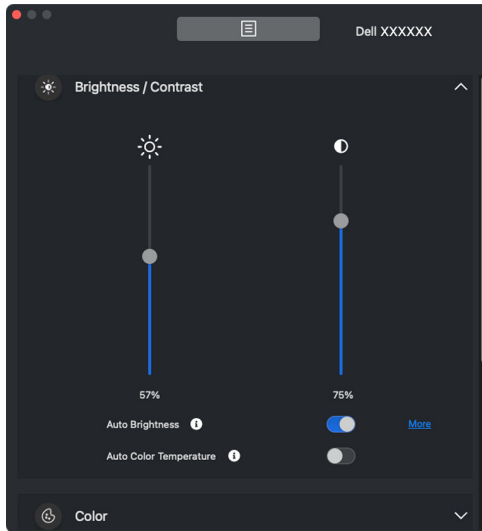 Dell XXXXXX
Brightness / Contrast
57% 75%
Auto Brightness More
Auto Color Temperature
Color